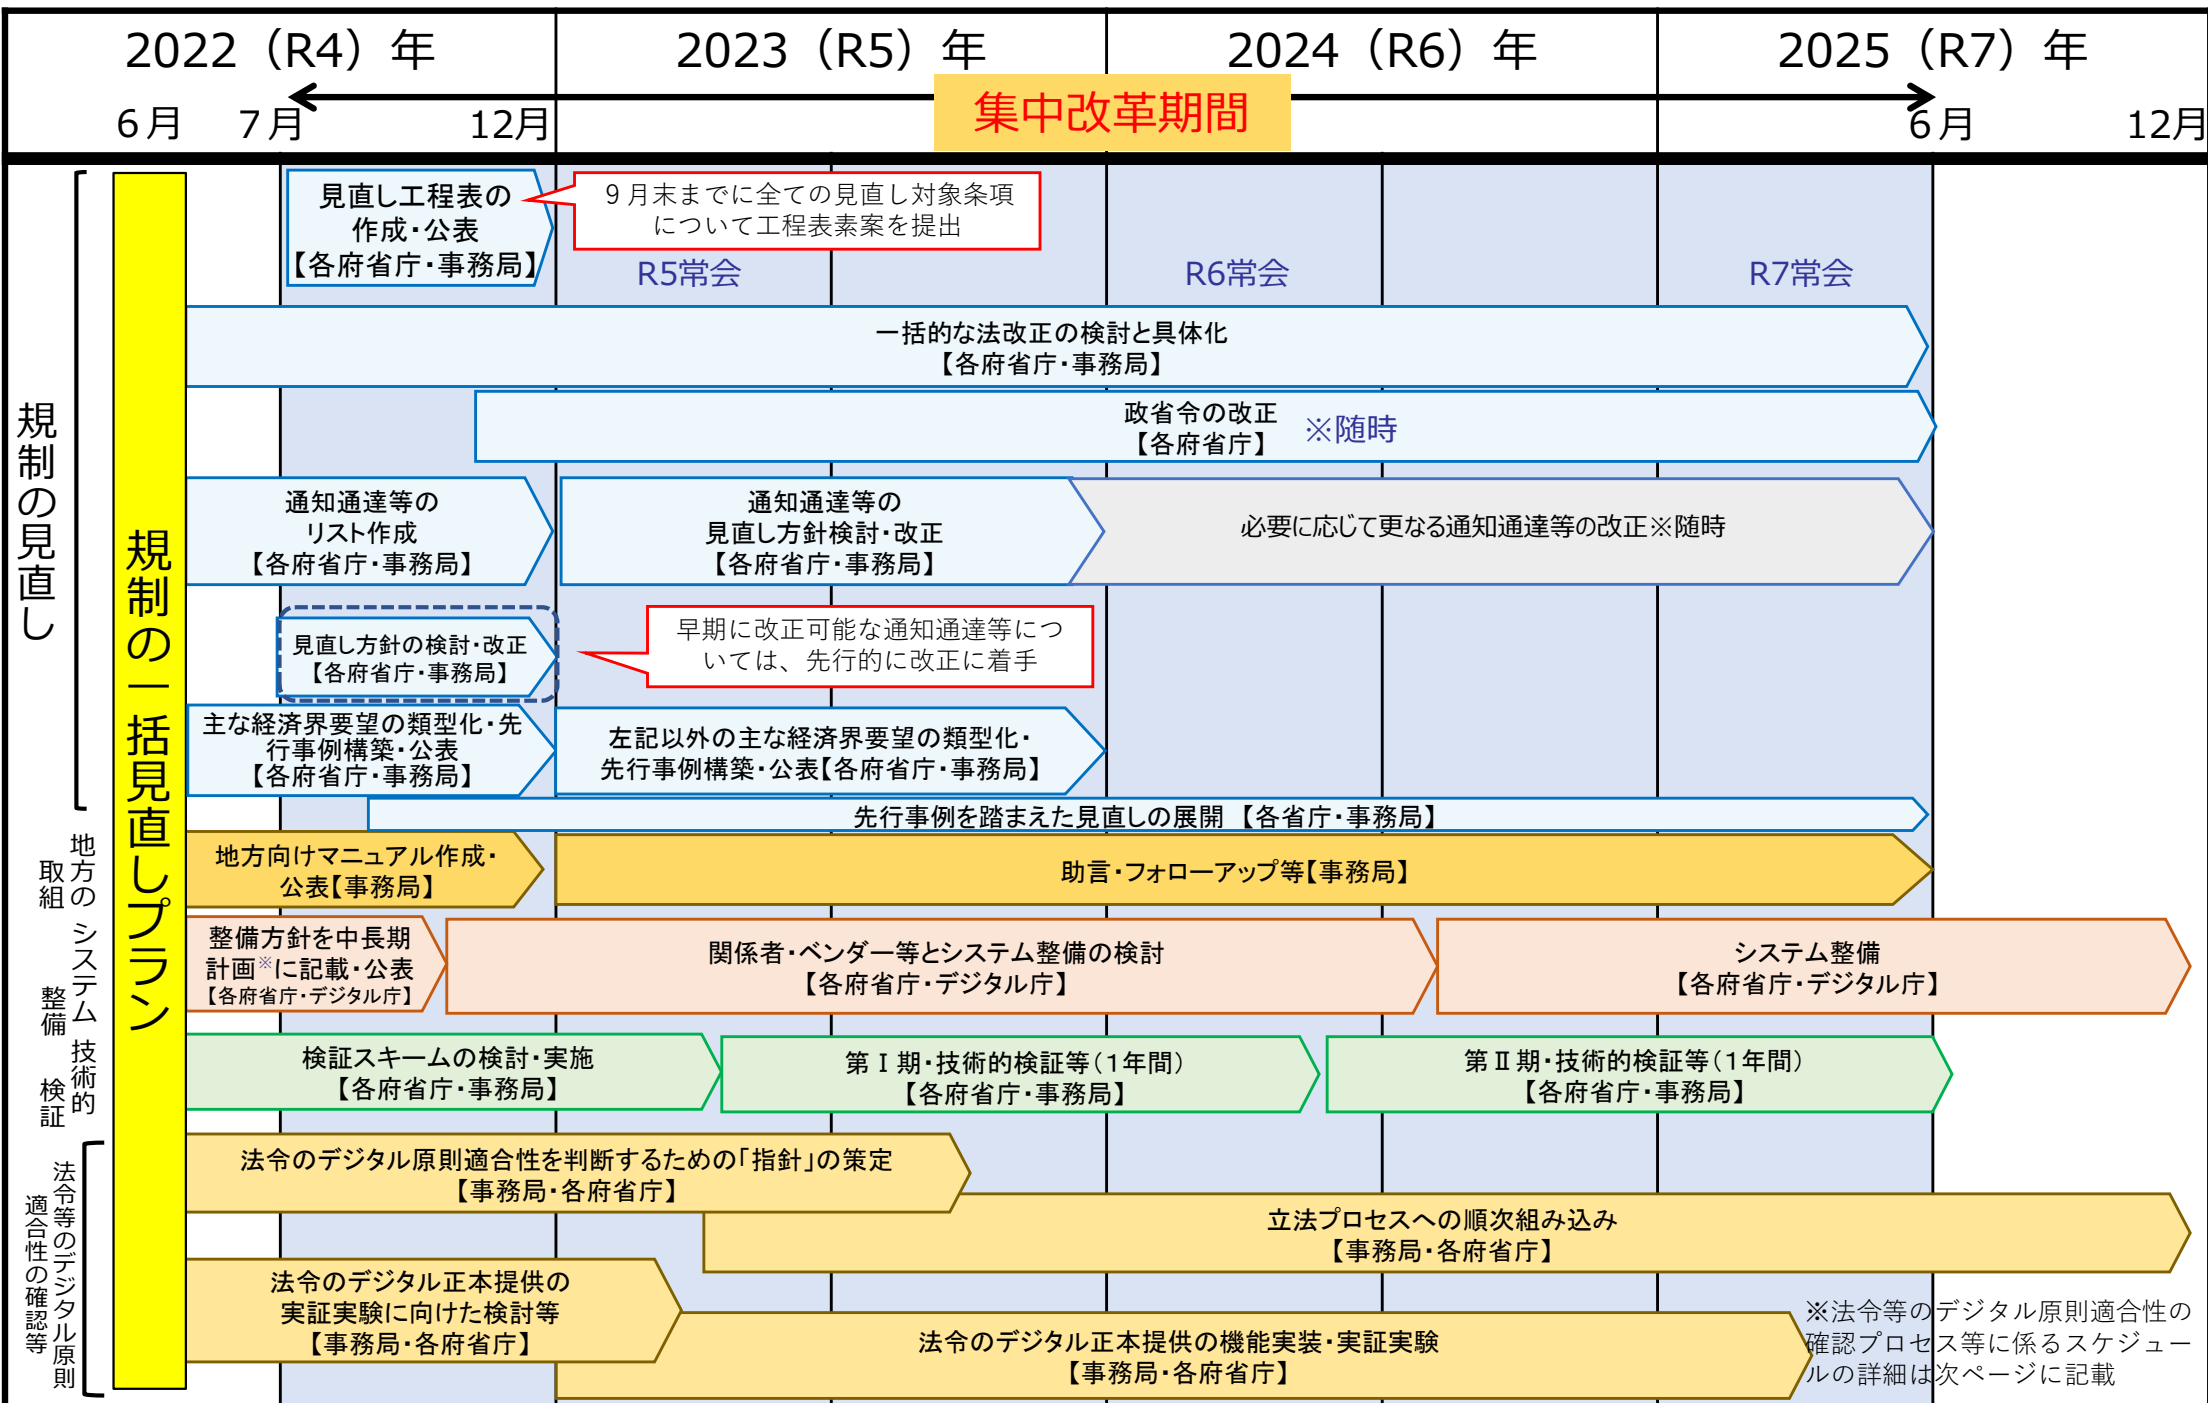 2022（R4）年
2023（R5）年
2024（R6）年
2025（R7）年
集中改革期間
６月
７月
12月
６月
12月
規制の見直し
規制の一括見直しプラン
見直し工程表の
作成・公表
【各府省庁・事務局】
９月末までに全ての見直し対象条項
について工程表素案を提出
R5常会
R6常会
R7常会
一括的な法改正の検討と具体化
【各府省庁・事務局】
政省令の改正
【各府省庁】
※随時
通知通達等の
リスト作成
【各府省庁・事務局】
通知通達等の
見直し方針検討・改正
【各府省庁・事務局】
必要に応じて更なる通知通達等の改正※随時
見直し方針の検討・改正
【各府省庁・事務局】
早期に改正可能な通知通達等につ
いては、先行的に改正に着手
主な経済界要望の類型化・先
行事例構築・公表
【各府省庁・事務局】
左記以外の主な経済界要望の類型化・
先行事例構築・公表【各府省庁・事務局】
先行事例を踏まえた見直しの展開 【各省庁・事務局】
地方の
取組
地方向けマニュアル作成・
公表【事務局】
助言・フォローアップ等【事務局】
システム
整備
整備方針を中長期
計画※に記載・公表
【各府省庁・デジタル庁】
関係者・ベンダー等とシステム整備の検討
【各府省庁・デジタル庁】
システム整備
【各府省庁・デジタル庁】
技術的
検証
検証スキームの検討・実施
【各府省庁・事務局】
第Ⅰ期・技術的検証等（１年間）
【各府省庁・事務局】
第Ⅱ期・技術的検証等（１年間）
【各府省庁・事務局】
法令等のデジタル原則
適合性の確認等
法令のデジタル原則適合性を判断するための「指針」の策定
【事務局・各府省庁】
立法プロセスへの順次組み込み
【事務局・各府省庁】
法令のデジタル正本提供の
実証実験に向けた検討等
【事務局・各府省庁】
法令のデジタル正本提供の機能実装・実証実験
【事務局・各府省庁】
※法令等のデジタル原則適合性の
確認プロセス等に係るスケジュー
ルの詳細は次ページに記載